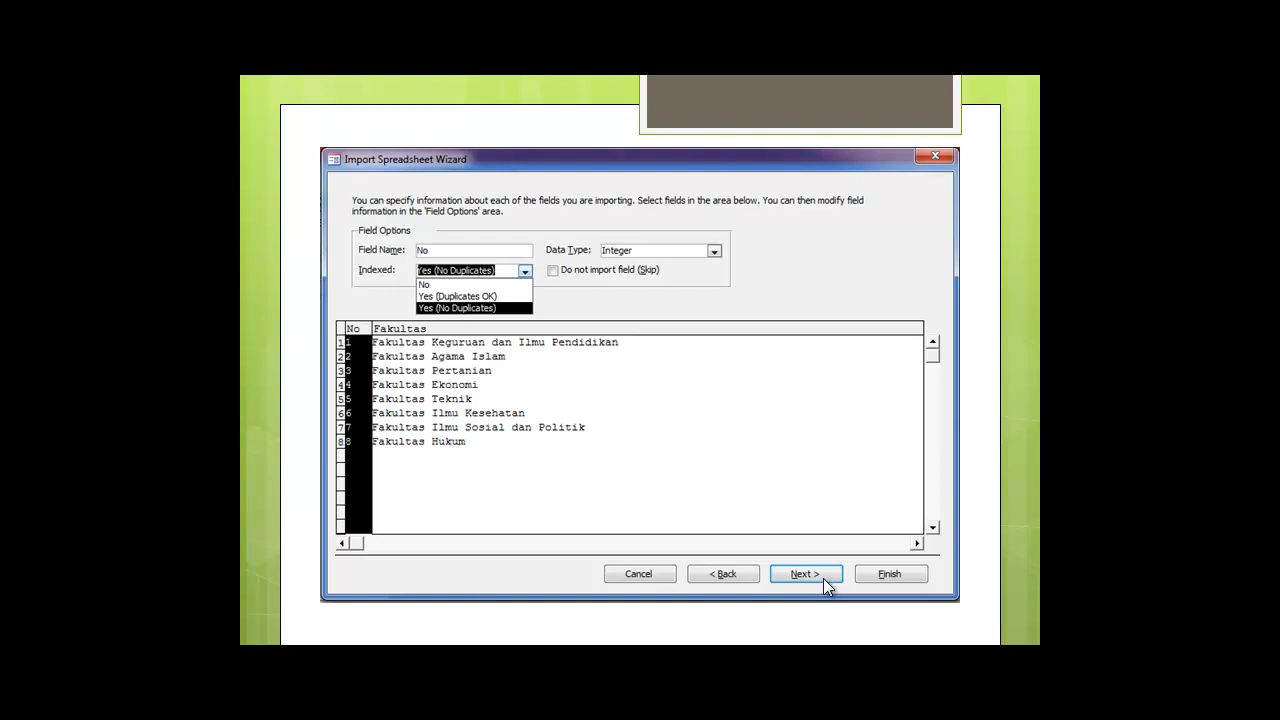 Import Spreadsheet Wizard
You can specify information about each of the fields you are importing. Select fields in the area below. You can then modify field
information in the 'Field Options' area.
Field Options
Field Name: No Data Type: Integer
Indexed: Yes (No Duplicates) Do not import field (Skip)
No
Yes (Duplicates OK)
Yes (No Duplicates)
No Fakultas
1 1 Fakultas Keguruan dan Ilmu Pendidikan
2 2 Fakultas Agama Islam
3 3 Fakultas Pertanian
4 4 Fakultas Ekonomi
5 5 Fakultas Teknik
6 6 Fakultas Ilmu Kesehatan
7 7 Fakultas Ilmu Sosial dan Politik
8 8 Fakultas Hukum
Cancel < Back Next > Finish